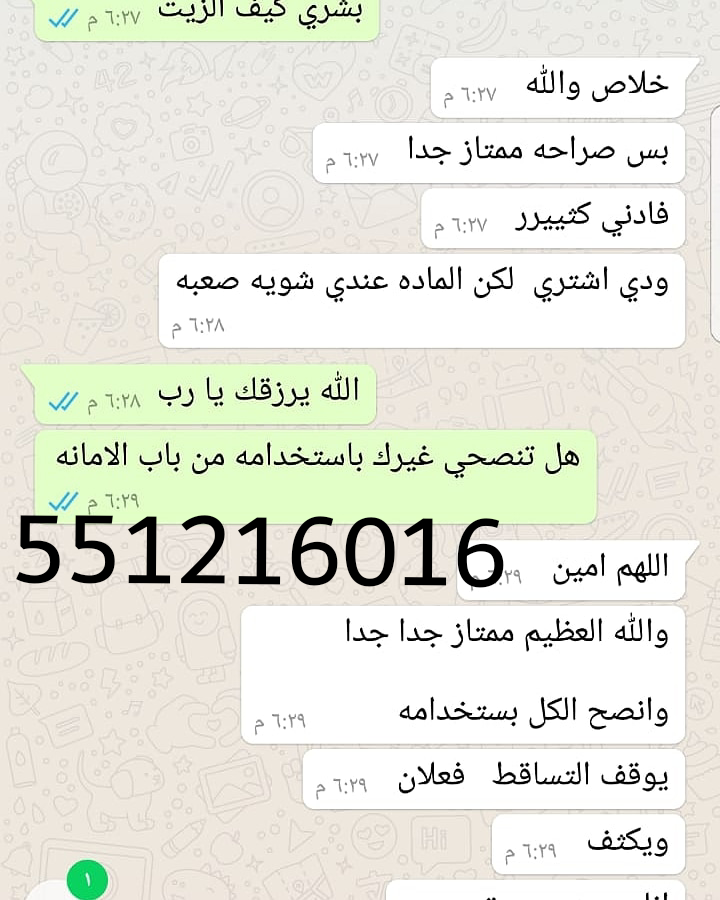 بشري كيف الزيت ٦:٢٧ م
خلاص والله ٦:٢٧ م
بس صراحه ممتاز جدا ٦:٢٧ م
فادني كثييرر ٦:٢٧ م
ودي اشتري لكن الماده عندي شويه صعبه
٦:٢٨ م
الله يرزقك يا رب ٦:٢٨ م
هل تنصحي غيرك باستخدامه من باب الامانه
٦:٢٩ م
551216016
اللهم امين ٦:٢٩ م
والله العظيم ممتاز جدا جدا
وانصح الكل بستخدامه ٦:٢٩ م
يوقف التساقط فعلان ٦:٢٩ م
ويكثف ٦:٢٩ م
١